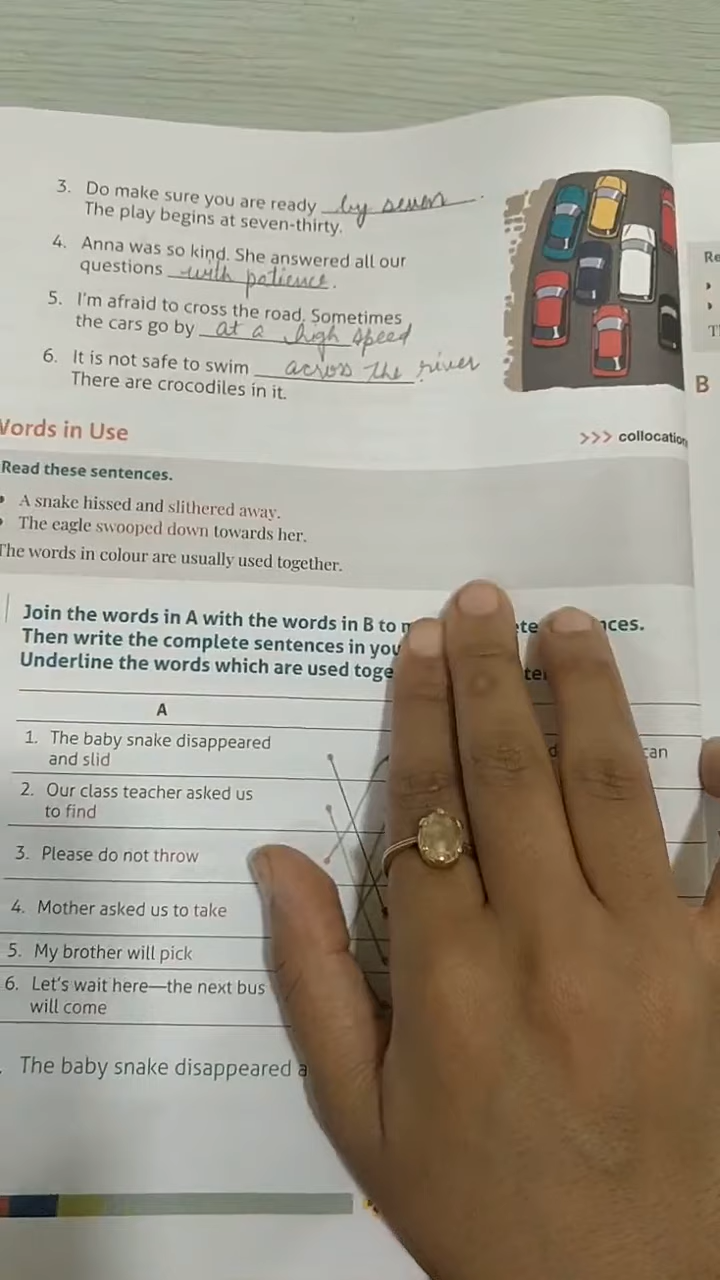 3. Do make sure you are ready by seven.
The play begins at seven-thirty.
4. Anna was so kind. She answered all our
questions with patience.
5. I'm afraid to cross the road. Sometimes
the cars go by at a high speed
6. It is not safe to swim across the river.
There are crocodiles in it.
Words in Use
>>> collocation
Read these sentences.
• A snake hissed and slithered away.
• The eagle swooped down towards her.
The words in colour are usually used together.
Join the words in A with the words in B to
Then write the complete sentences in you
Underline the words which are used toge
A
1. The baby snake disappeared
and slid
can
2. Our class teacher asked us
to find
3. Please do not throw
4. Mother asked us to take
5. My brother will pick
6. Let's wait here—the next bus
will come
The baby snake disappeared
Re
B